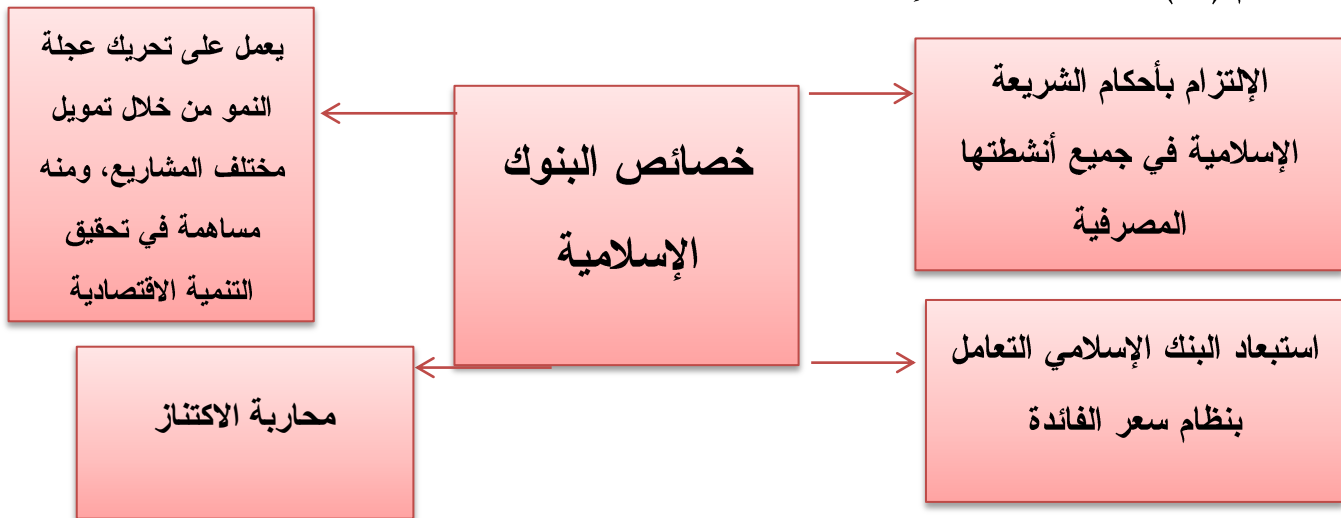 خصائص البنوك
الإسلامية
الإلتزام بأحكام الشريعة
الإسلامية في جميع أنشطتها
المصرفية
استبعاد البنك الإسلامي التعامل
بنظام سعر الفائدة
يعمل على تحريك عجلة
النمو من خلال تمويل
مختلف المشاريع، ومنه
مساهمة في تحقيق
التنمية الاقتصادية
محاربة الاكتناز